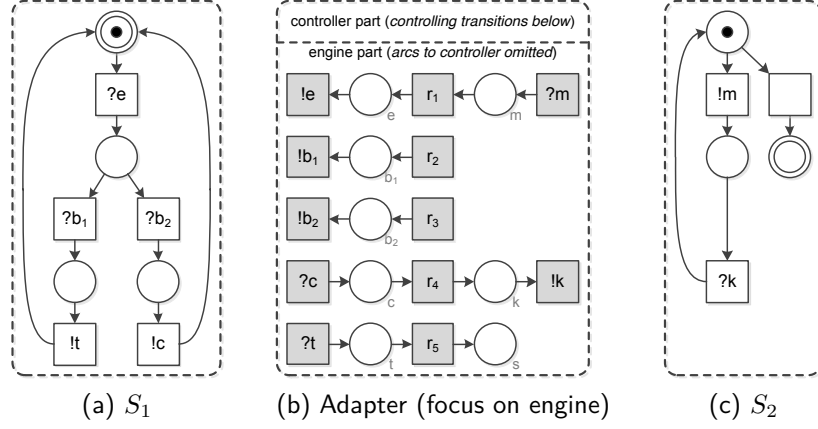 controller part (controlling transitions below)
engine part (arcs to controller omitted)
?e
?b1 ?b2
!t !c
!e e r1 m ?m
!b1 b1 r2
!b2 b2 r3
?c c r4 k !k
?t t r5 s
!m
?k
(a) S1 (b) Adapter (focus on engine) (c) S2